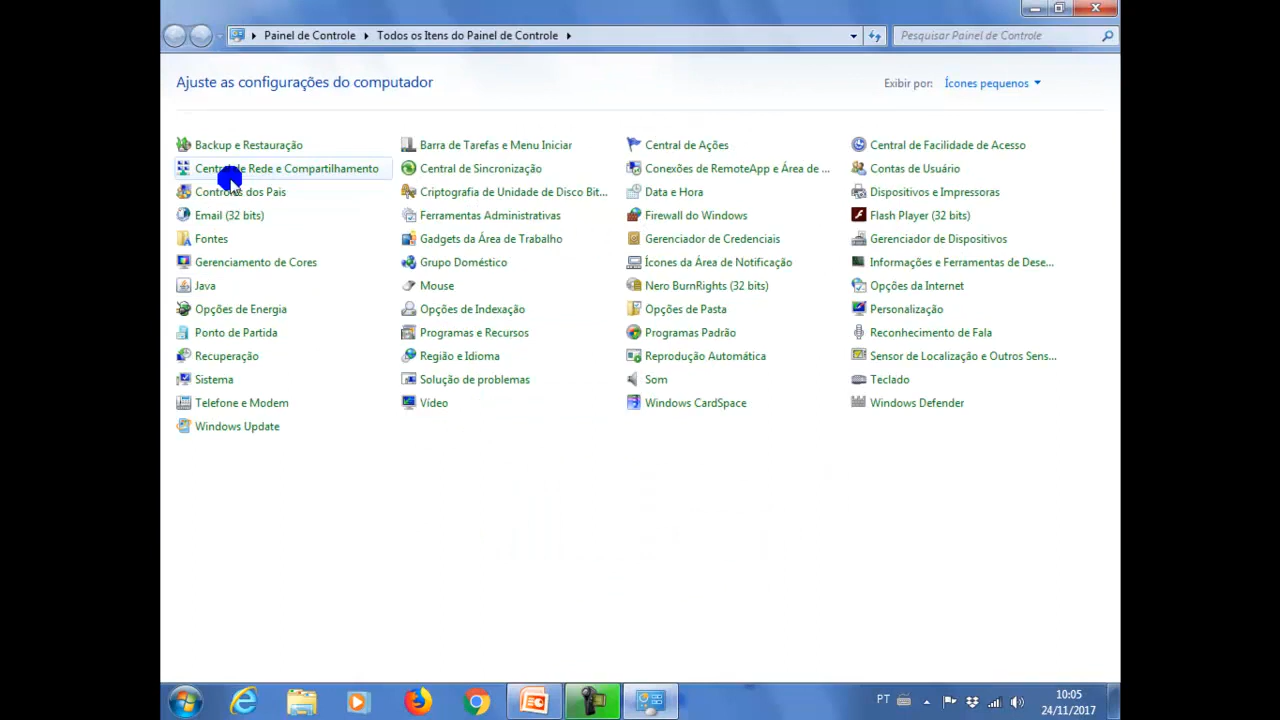 Painel de Controle Todos os Itens do Painel de Controle
Pesquisar Painel de Controle
Ajuste as configurações do computador
Exibir por: Ícones pequenos
Backup e Restauração
Barra de Tarefas e Menu Iniciar
Central de Ações
Central de Facilidade de Acesso
Central de Rede e Compartilhamento
Central de Sincronização
Conexões de RemoteApp e Área de ...
Contas de Usuário
Controles dos Pais
Criptografia de Unidade de Disco Bit...
Data e Hora
Dispositivos e Impressoras
Email (32 bits)
Ferramentas Administrativas
Firewall do Windows
Flash Player (32 bits)
Fontes
Gadgets da Área de Trabalho
Gerenciador de Credenciais
Gerenciador de Dispositivos
Gerenciamento de Cores
Grupo Doméstico
Ícones da Área de Notificação
Informações e Ferramentas de Dese...
Java
Mouse
Nero BurnRights (32 bits)
Opções da Internet
Opções de Energia
Opções de Indexação
Opções de Pasta
Personalização
Ponto de Partida
Programas e Recursos
Programas Padrão
Reconhecimento de Fala
Recuperação
Região e Idioma
Reprodução Automática
Sensor de Localização e Outros Sens...
Sistema
Solução de problemas
Som
Teclado
Telefone e Modem
Vídeo
Windows CardSpace
Windows Defender
Windows Update
PT
10:05
24/11/2017